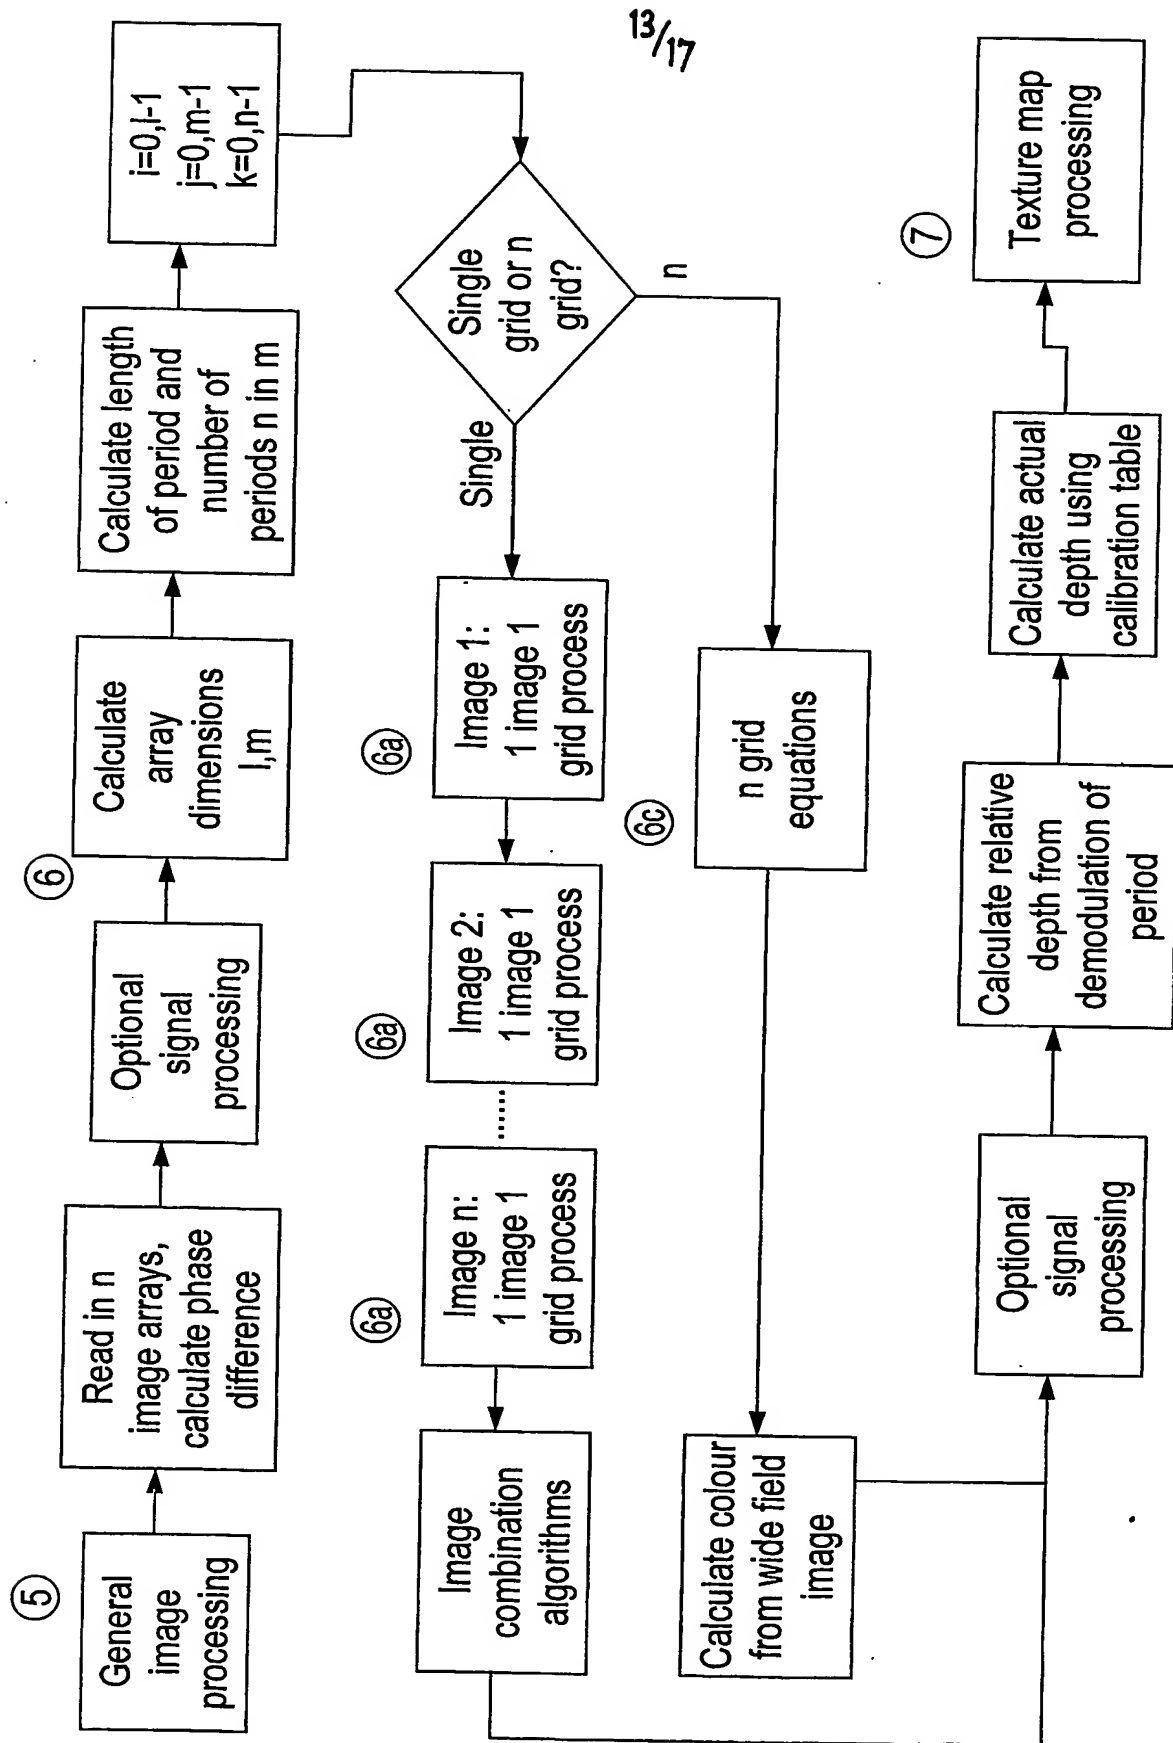 13/17
5
General
image
processing
Read in n
image arrays,
calculate phase
difference
Optional
signal
processing
6
Calculate
array
dimensions
l,m
Calculate length
of period and
number of
periods n in m
i=0,l-1
j=0,m-1
k=0,n-1
Single
grid or n
grid?
Single
n
6a
Image 1:
1 image 1
grid process
6a
Image 2:
1 image 1
grid process
......
6a
Image n:
1 image 1
grid process
Image
combination
algorithms
6c
n grid
equations
Calculate colour
from wide field
image
Optional
signal
processing
Calculate relative
depth from
demodulation of
period
Calculate actual
depth using
calibration table
7
Texture map
processing